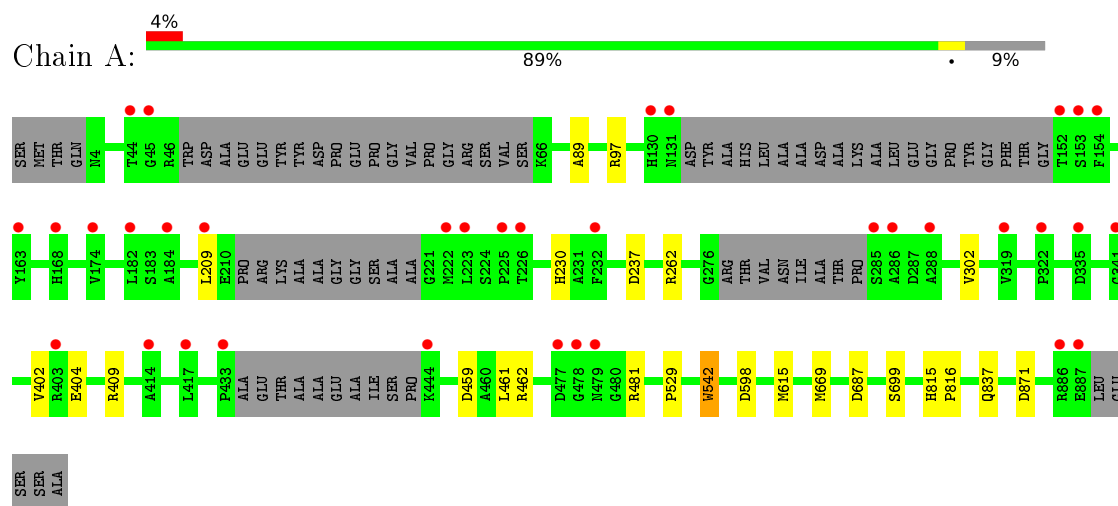 4%
Chain A:
89% • 9%
SER MET THR GLN N4 T44 G45 R46 TRP ASP ALA GLU GLU TYR TYR ASP PRO GLU PRO GLY VAL PRO GLY ARG SER VAL SER K66 A89 R97 H130 N131 ASP TYR ALA HIS LEU ALA ALA ASP ALA LYS ALA LEU GLU GLY PRO TYR GLY PHE THR GLY T152 S153 F154
Y163 H168 V174 L182 S183 A184 L209 E210 PRO ARG LYS ALA ALA GLY GLY SER ALA ALA G221 M222 L223 S224 P225 T226 H230 A231 F232 D237 R262 G276 ARG THR VAL ASN ILE ALA THR PRO S285 A286 D287 A288 V302 V319 P322 D335 G341
V402 R403 E404 R409 A414 L417 P433 ALA GLU THR ALA ALA GLU ALA ILE SER PRO K444 D459 A460 L461 R462 D477 G478 N479 G480 R481 P529 W542 D598 M615 M669 D687 S699 H815 P816 Q837 D871 R886 E887 LEU GLU
SER SER ALA